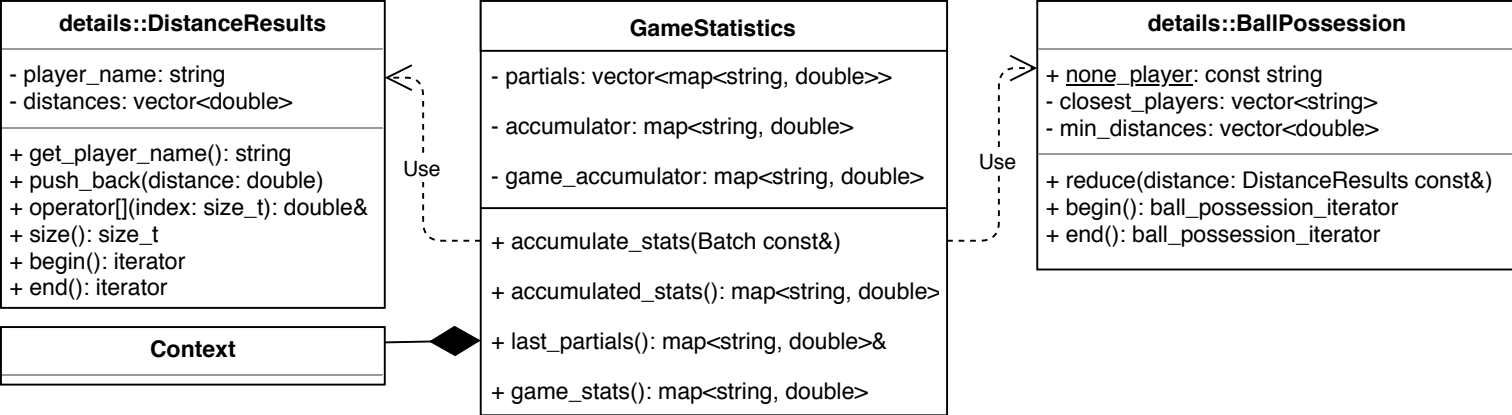 details::DistanceResults
- player_name: string
- distances: vector<double>
+ get_player_name(): string
+ push_back(distance: double)
+ operator[](index: size_t): double&
+ size(): size_t
+ begin(): iterator
+ end(): iterator
Context
Use
GameStatistics
- partials: vector<map<string, double>>
- accumulator: map<string, double>
- game_accumulator: map<string, double>
+ accumulate_stats(Batch const&)
+ accumulated_stats(): map<string, double>
+ last_partials(): map<string, double>&
+ game_stats(): map<string, double>
Use
details::BallPossession
+ none_player: const string
- closest_players: vector<string>
- min_distances: vector<double>
+ reduce(distance: DistanceResults const&)
+ begin(): ball_possession_iterator
+ end(): ball_possession_iterator